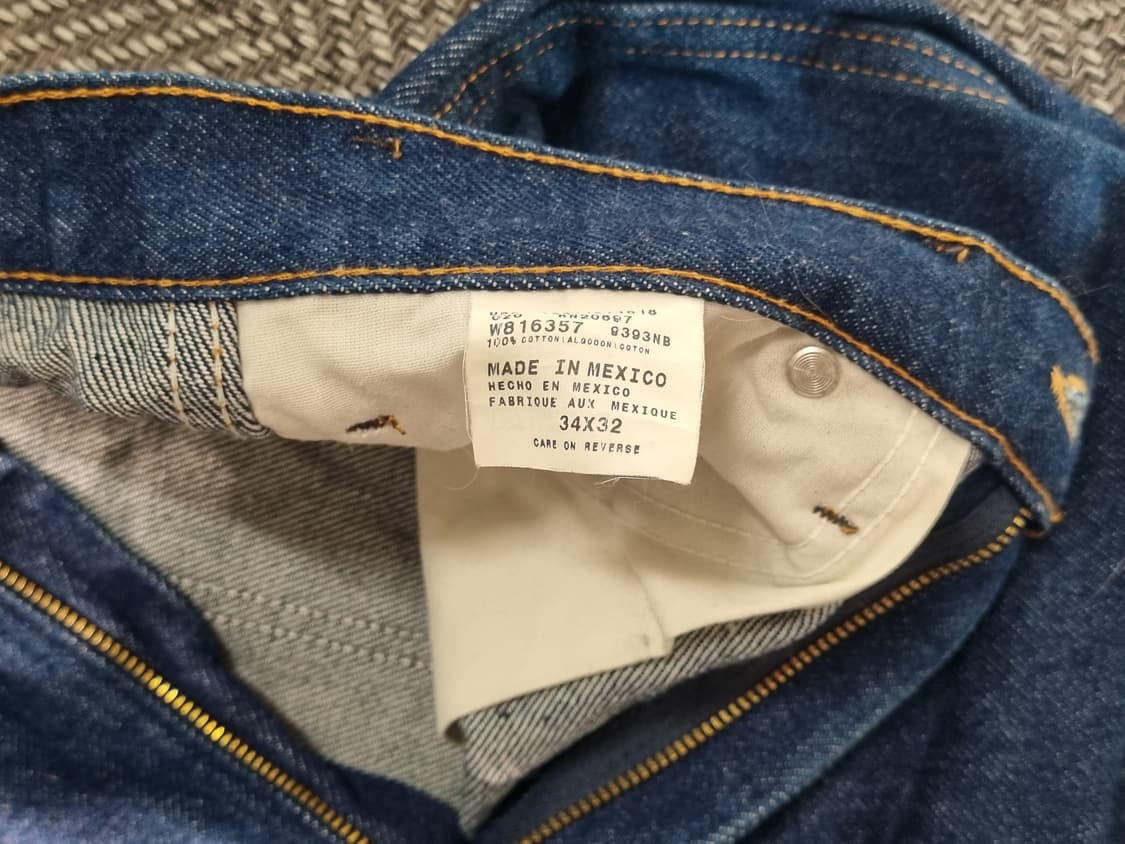 RN20697
W816357 9393NB
100% COTTON|ALGODON|COTON
MADE IN MEXICO
HECHO EN MEXICO
FABRIQUE AUX MEXIQUE
34X32
CARE ON REVERSE